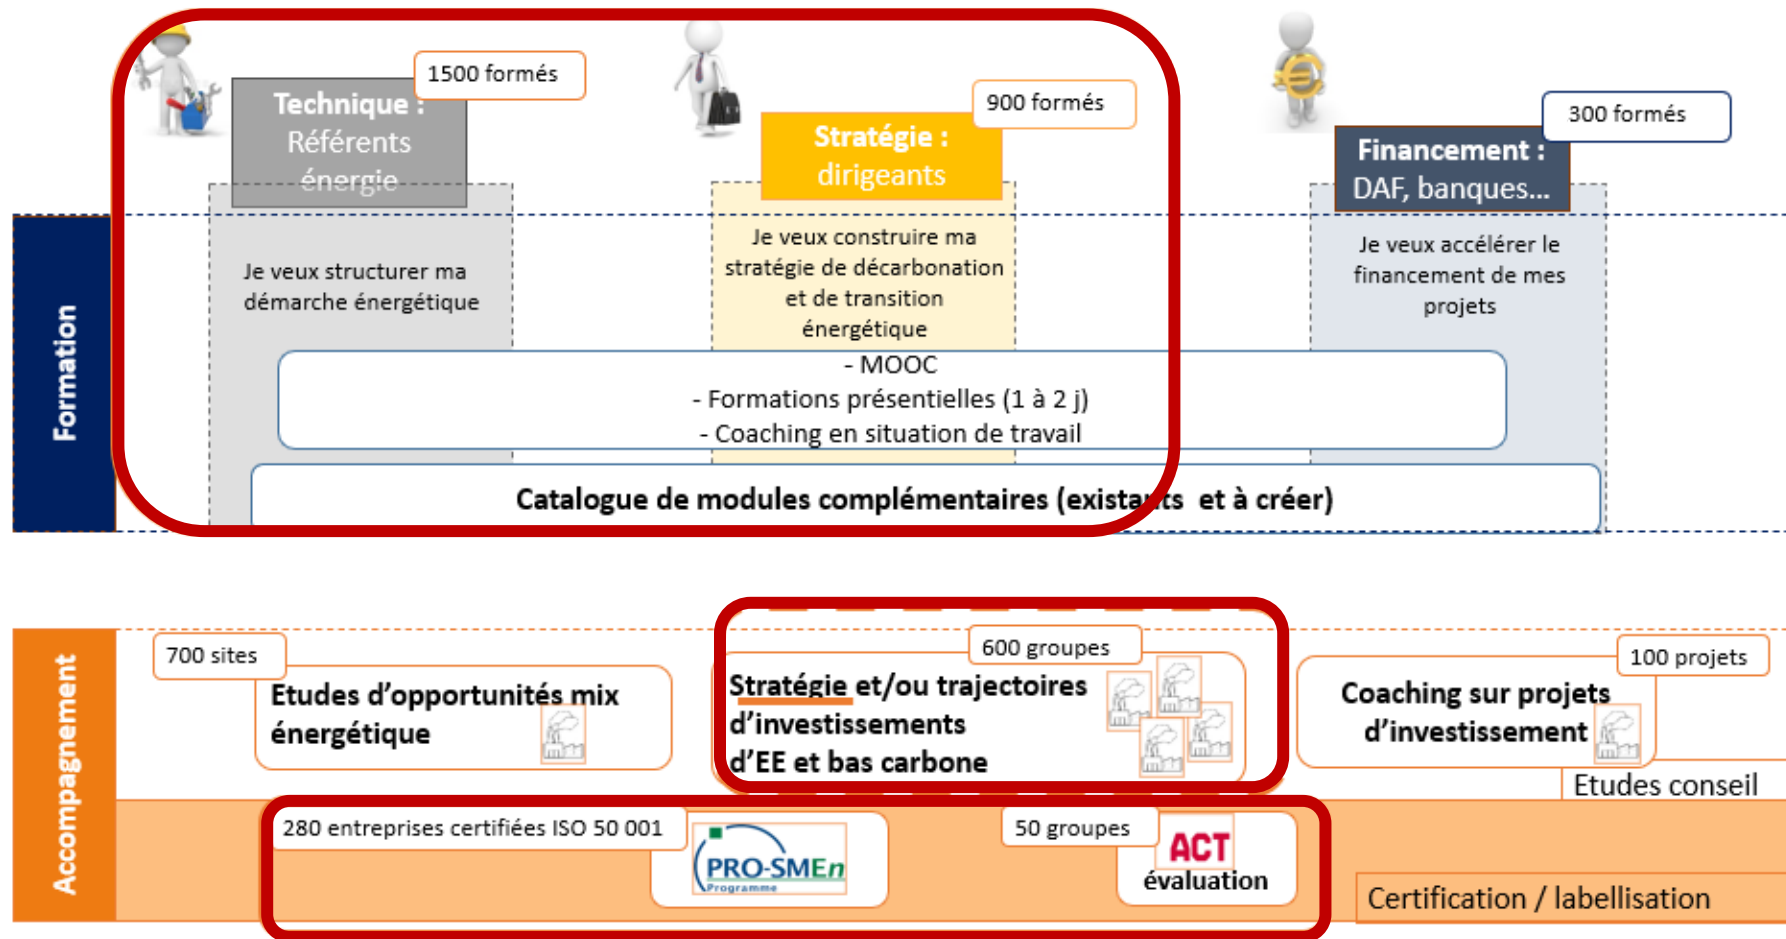 1500 formés
Technique :
Référents
énergie
900 formés
Stratégie :
dirigeants
300 formés
Financement :
DAF, banques...
Formation
Je veux structurer ma
démarche énergétique
Je veux construire ma
stratégie de décarbonation
et de transition
énergétique
Je veux accélérer le
financement de mes
projets
- MOOC
- Formations présentielles (1 à 2 j)
- Coaching en situation de travail
Catalogue de modules complémentaires (existants et à créer)
Accompagnement
700 sites
Etudes d'opportunités mix
énergétique
600 groupes
Stratégie et/ou trajectoires
d'investissements
d'EE et bas carbone
100 projets
Coaching sur projets
d'investissement
Etudes conseil
280 entreprises certifiées ISO 50 001
PRO-SMEn
Programme
50 groupes
ACT
évaluation
Certification / labellisation